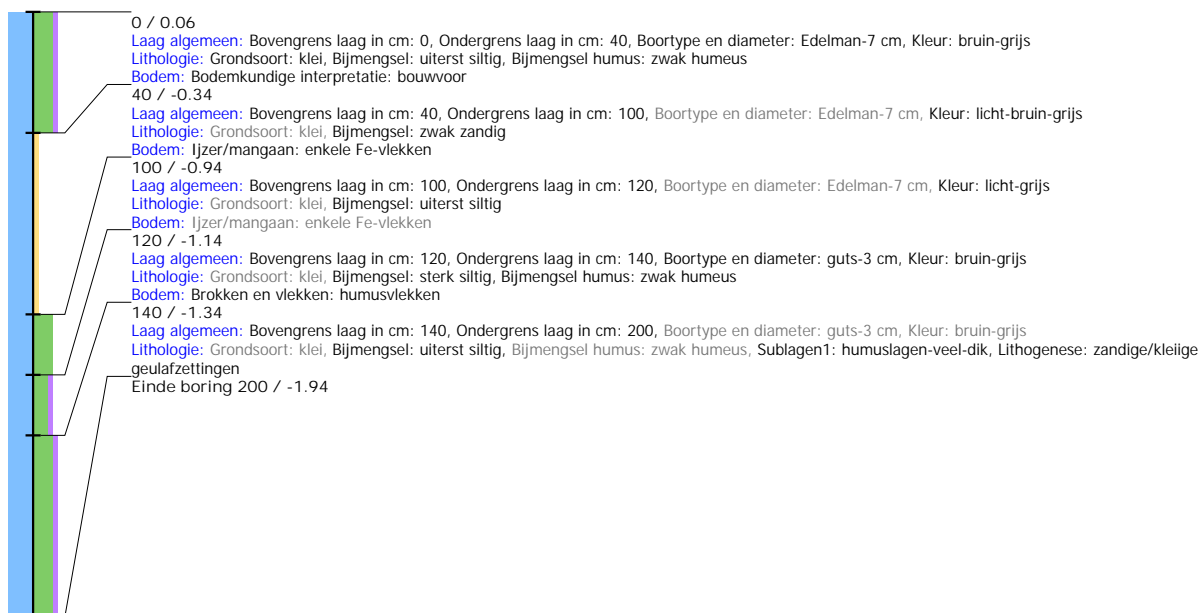 0 / 0.06
Laag algemeen: Bovengrens laag in cm: 0, Ondergrens laag in cm: 40, Boortype en diameter: Edelman-7 cm, Kleur: bruin-grijs
Lithologie: Grondsoort: klei, Bijmengsel: uiterst siltig, Bijmengsel humus: zwak humeus
Bodem: Bodemkundige interpretatie: bouwvoor
40 / -0.34
Laag algemeen: Bovengrens laag in cm: 40, Ondergrens laag in cm: 100, Boortype en diameter: Edelman-7 cm, Kleur: licht-bruin-grijs
Lithologie: Grondsoort: klei, Bijmengsel: zwak zandig
Bodem: Ijzer/mangaan: enkele Fe-vlekken
100 / -0.94
Laag algemeen: Bovengrens laag in cm: 100, Ondergrens laag in cm: 120, Boortype en diameter: Edelman-7 cm, Kleur: licht-grijs
Lithologie: Grondsoort: klei, Bijmengsel: uiterst siltig
Bodem: Ijzer/mangaan: enkele Fe-vlekken
120 / -1.14
Laag algemeen: Bovengrens laag in cm: 120, Ondergrens laag in cm: 140, Boortype en diameter: guts-3 cm, Kleur: bruin-grijs
Lithologie: Grondsoort: klei, Bijmengsel: sterk siltig, Bijmengsel humus: zwak humeus
Bodem: Brokken en vlekken: humusvlekken
140 / -1.34
Laag algemeen: Bovengrens laag in cm: 140, Ondergrens laag in cm: 200, Boortype en diameter: guts-3 cm, Kleur: bruin-grijs
Lithologie: Grondsoort: klei, Bijmengsel: uiterst siltig, Bijmengsel humus: zwak humeus, Sublagen1: humuslagen-veel-dik, Lithogenese: zandige/kleiige
geulafzettingen
Einde boring 200 / -1.94